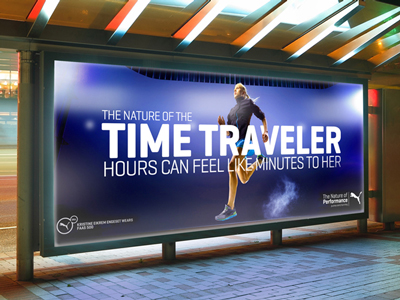 THE NATURE OF THE
TIME TRAVELER
HOURS CAN FEEL LIKE MINUTES TO HER
The Nature of
Performance